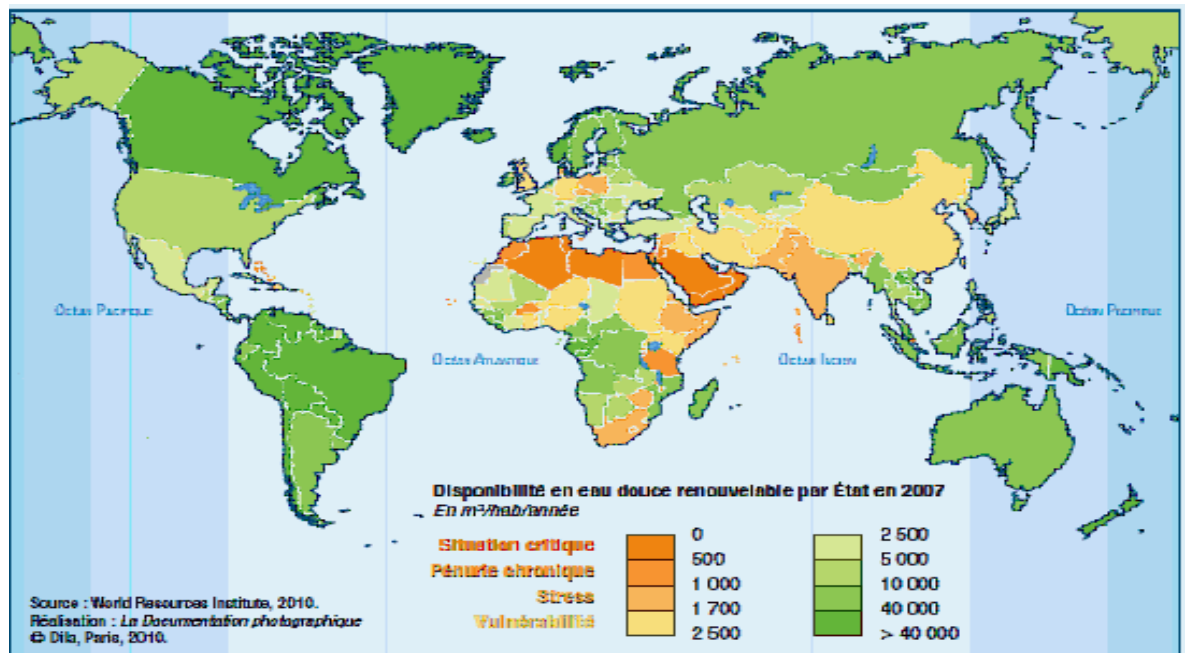 Océan Pacifique
Océan Atlantique
Océan Indien
Océan Pacifique
Disponibilité en eau douce renouvelable par État en 2007
En m³/hab/année
Situation critique
Pénurie chronique
Stress
Vulnérabilité
0
500
1 000
1 700
2 500
2 500
5 000
10 000
40 000
> 40 000
Source : World Resources Institute, 2010.
Réalisation : La Documentation photographique
© Dila, Paris, 2010.